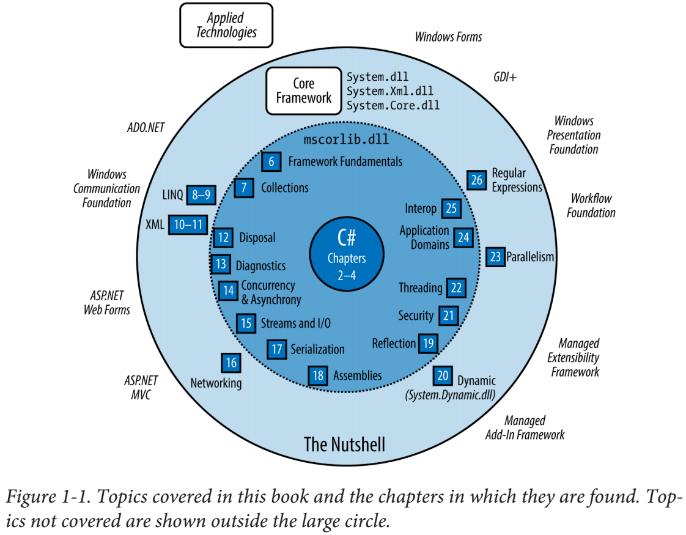 Applied
Technologies
Windows Forms
GDI+
Core
Framework
System.dll
System.Xml.dll
System.Core.dll
ADO.NET
Windows
Presentation
Foundation
mscorlib.dll
6 Framework Fundamentals
Windows
Communication
Foundation
7 Collections
26 Regular
Expressions
LINQ 8–9
Workflow
Foundation
XML 10–11
Interop 25
C#
Chapters
2–4
12 Disposal
Application
Domains 24
23 Parallelism
13 Diagnostics
14 Concurrency
& Asynchrony
Threading 22
ASP.NET
Web Forms
15 Streams and I/O
Security 21
17 Serialization
Reflection 19
Managed
Extensibility
Framework
16
Networking
18 Assemblies
20 Dynamic
(System.Dynamic.dll)
ASP.NET
MVC
Managed
Add-In Framework
The Nutshell
Figure 1-1. Topics covered in this book and the chapters in which they are found. Top-
ics not covered are shown outside the large circle.